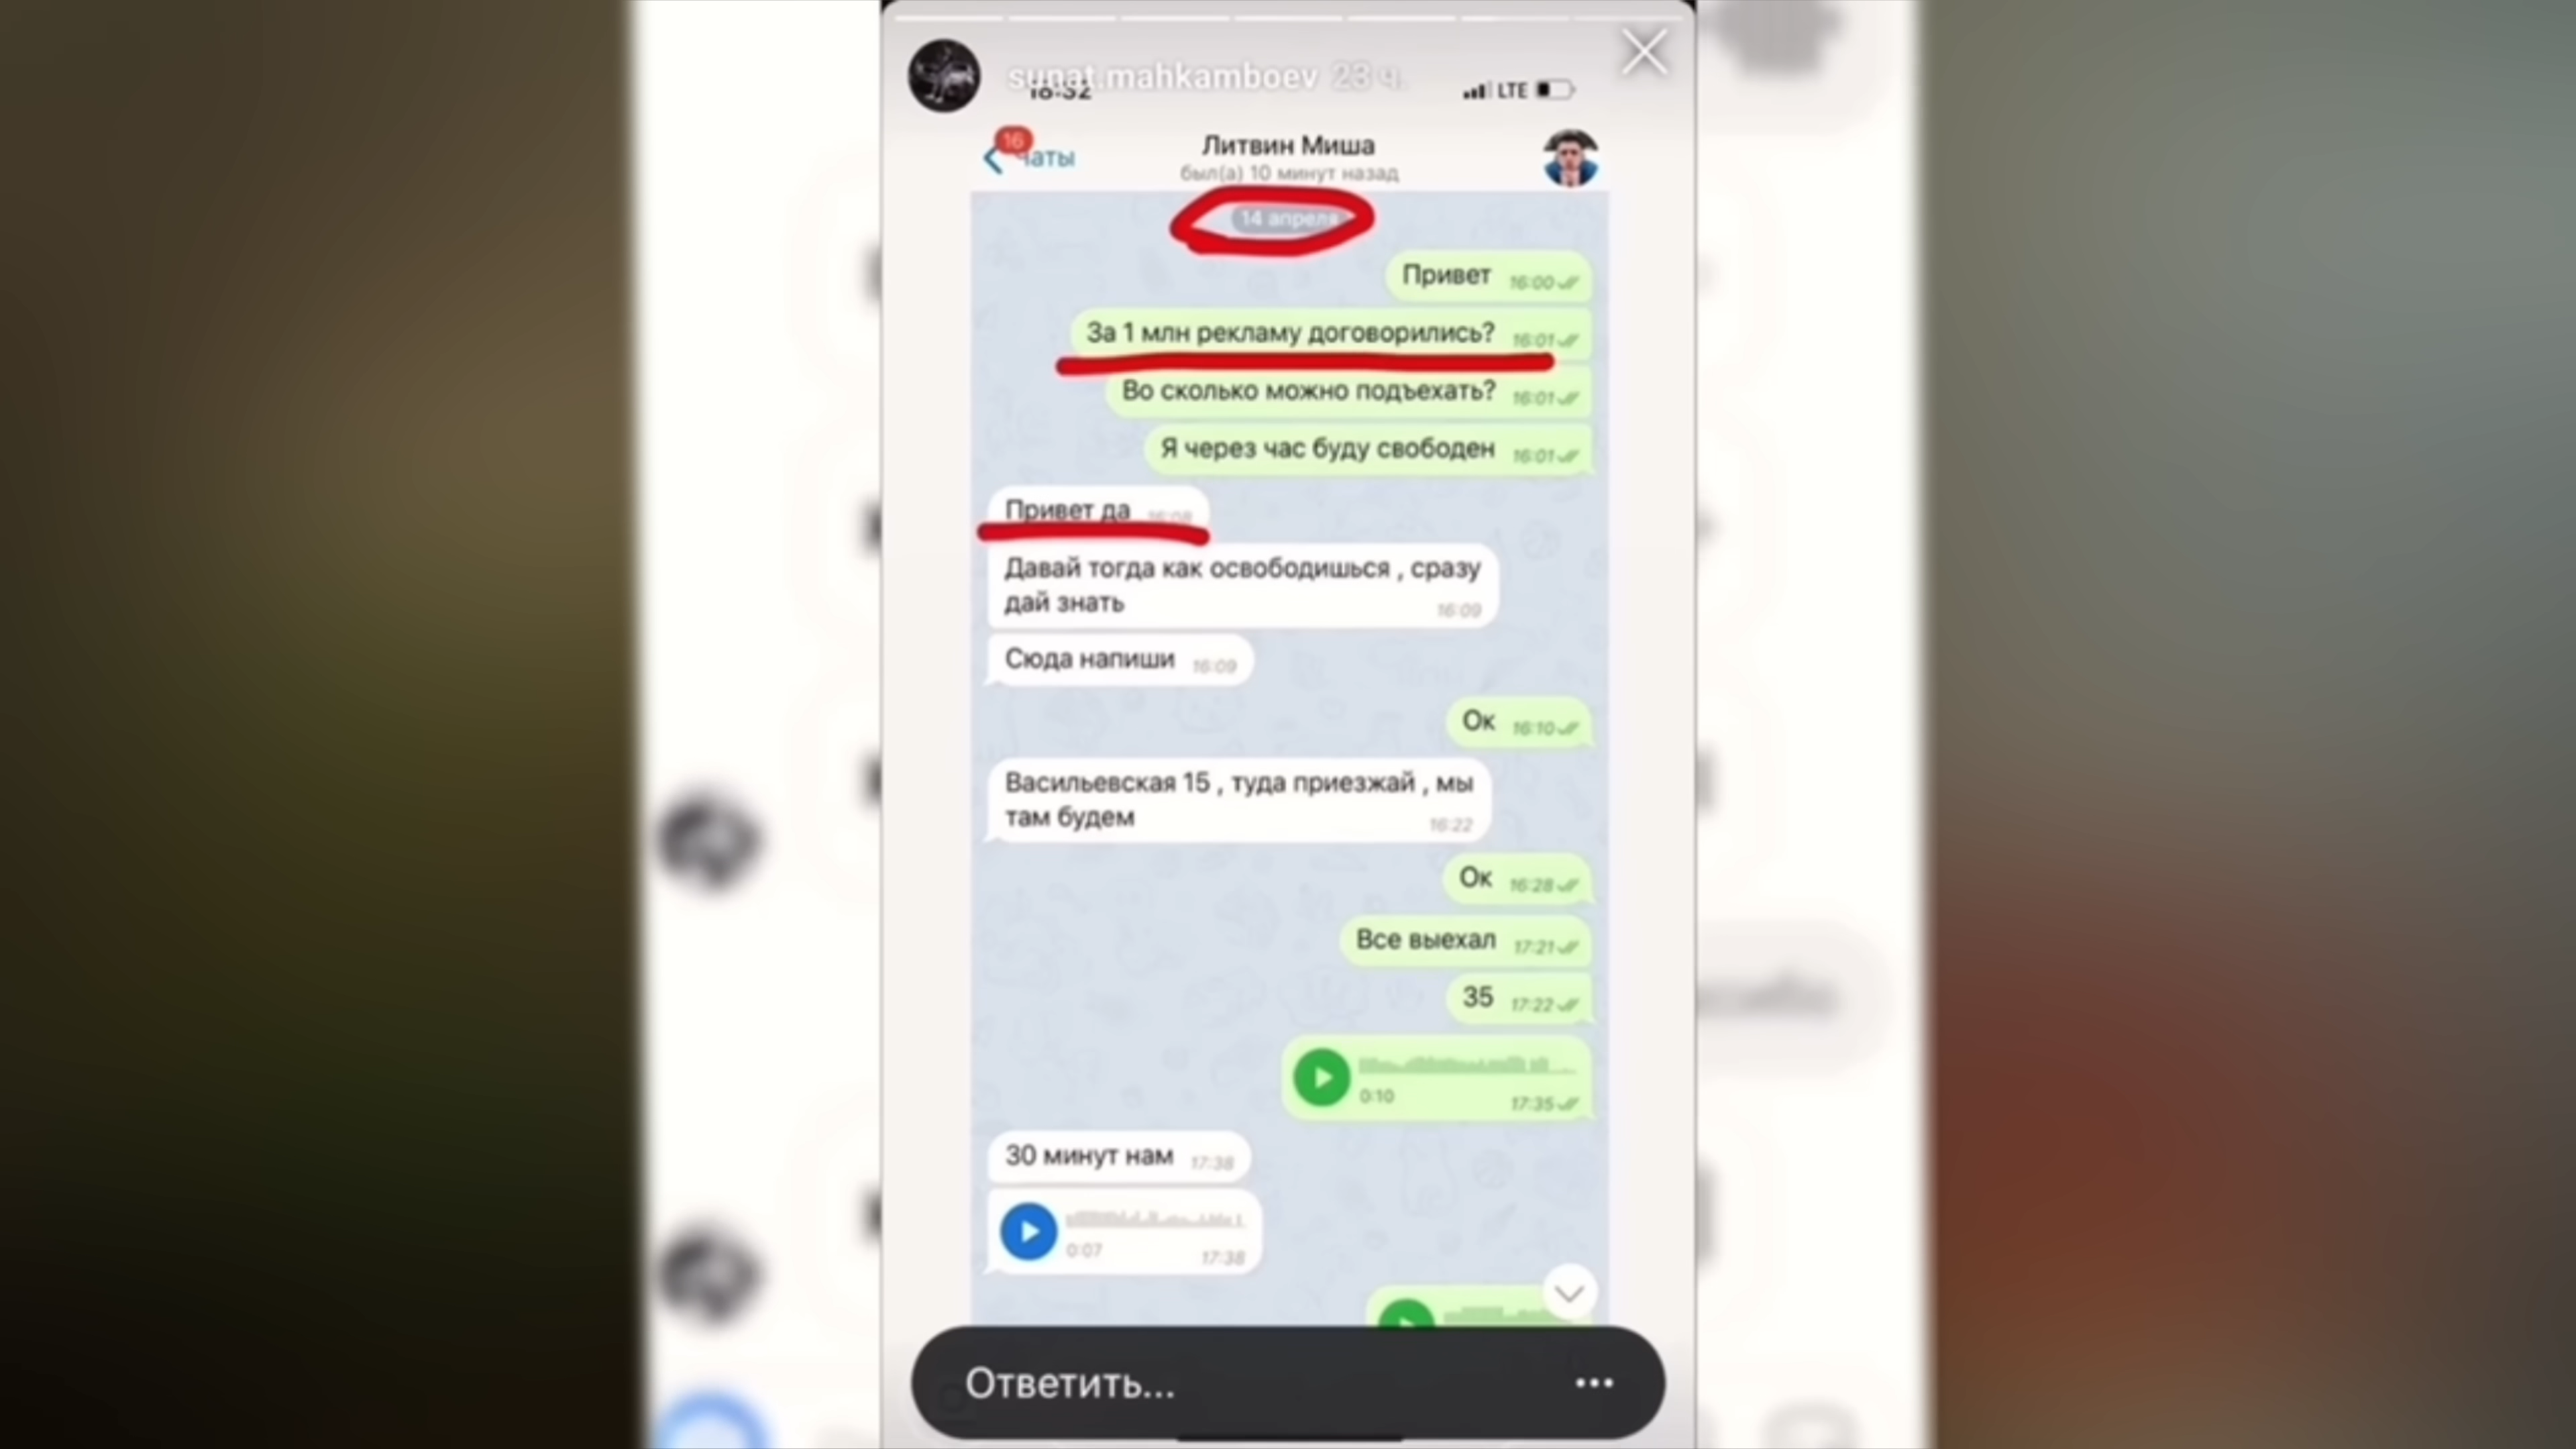 sunat.mahkamboev 23 ч.
18:32
LTE
16
Чаты
Литвин Миша
был(а) 10 минут назад
14 апреля
Привет 16:00
За 1 млн рекламу договорились? 16:01
Во сколько можно подъехать? 16:01
Я через час буду свободен 16:01
Привет да 16:08
Давай тогда как освободишься , сразу
дай знать 16:09
Сюда напиши 16:09
Ок 16:10
Васильевская 15 , туда приезжай , мы
там будем 16:22
Ок 16:28
Все выехал 17:21
35 17:22
0:10 17:35
30 минут нам 17:38
0:07 17:38
Ответить...